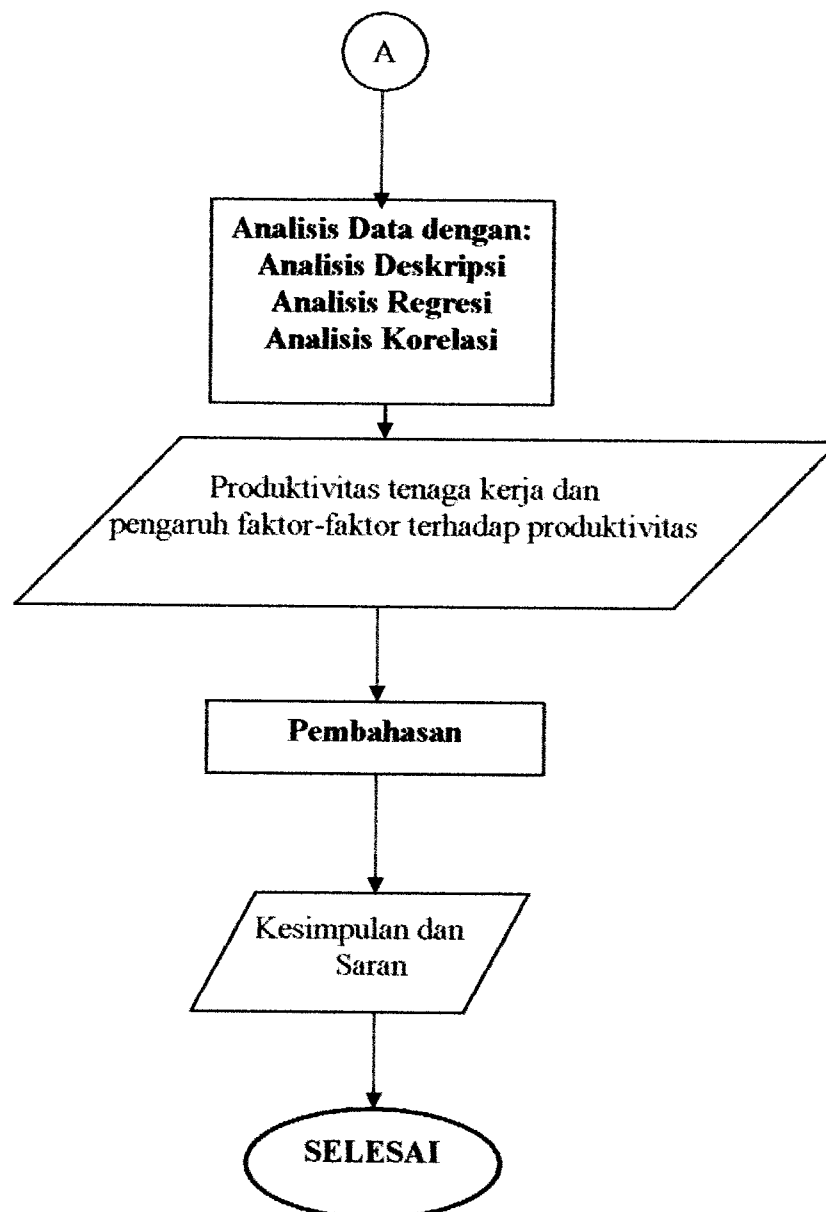 A
Analisis Data dengan:
Analisis Deskripsi
Analisis Regresi
Analisis Korelasi
Produktivitas tenaga kerja dan
pengaruh faktor-faktor terhadap produktivitas
Pembahasan
Kesimpulan dan
Saran
SELESAI